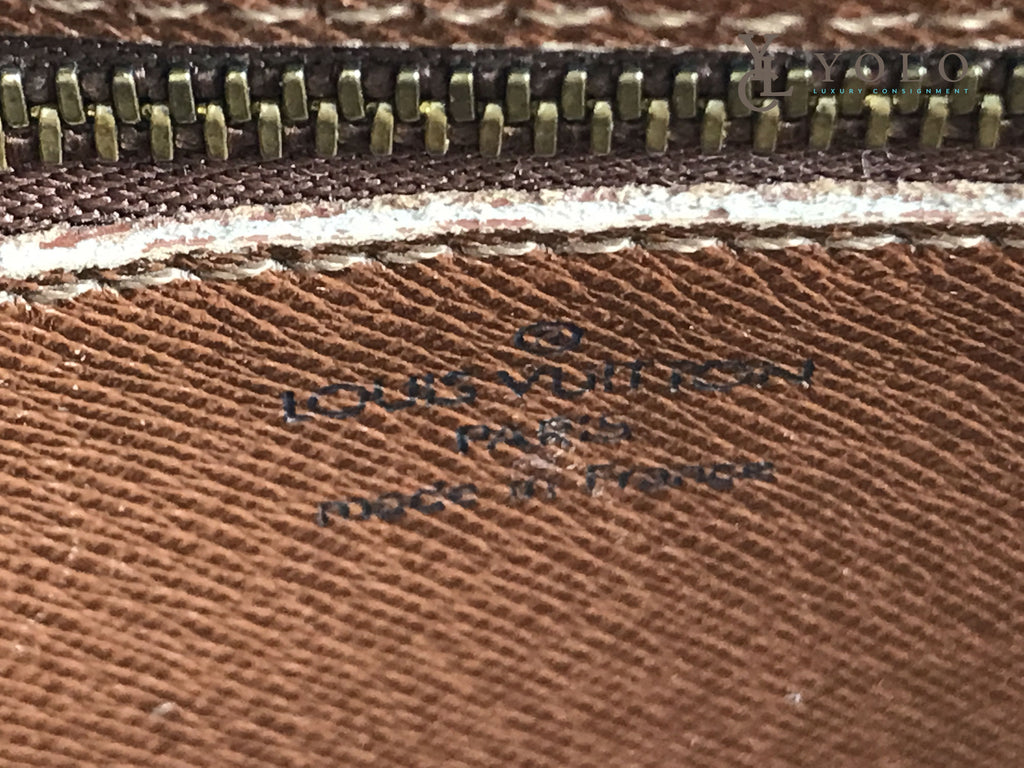 YOLO
LUXURY CONSIGNMENT
®
LOUIS VUITTON
PARIS
made in France